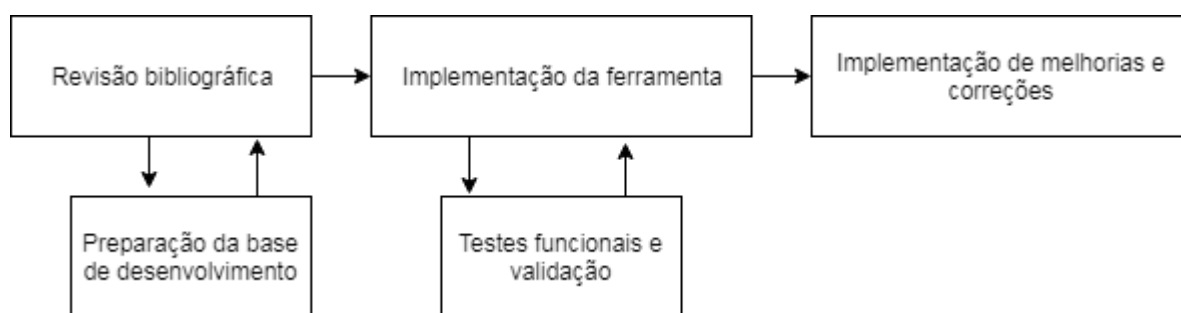 Revisão bibliográfica
Implementação da ferramenta
Implementação de melhorias e
correções
Preparação da base
de desenvolvimento
Testes funcionais e
validação